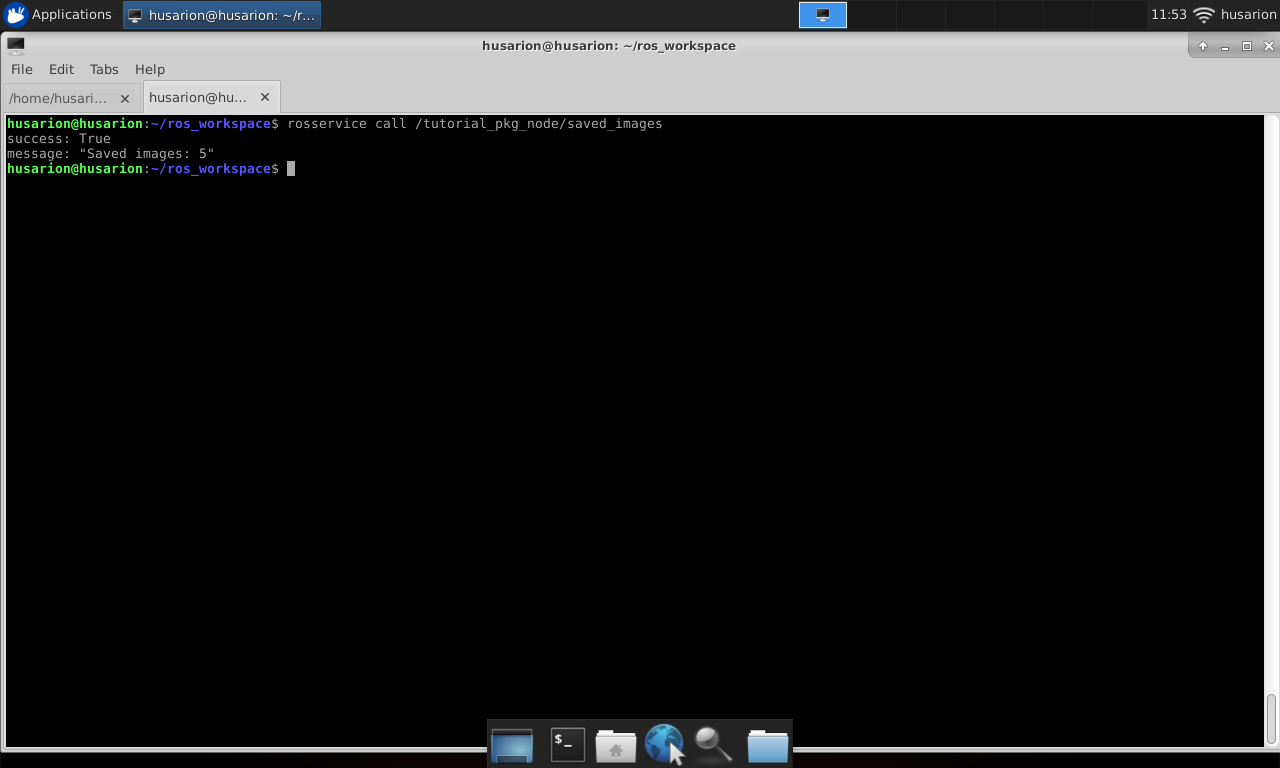 Applications husarion@husarion: ~/r... 11:53 husarion
husarion@husarion: ~/ros_workspace
File Edit Tabs Help
/home/husari... husarion@hu...
husarion@husarion:~/ros_workspace$ rosservice call /tutorial_pkg_node/saved_images
success: True
message: "Saved images: 5"
husarion@husarion:~/ros_workspace$
$_